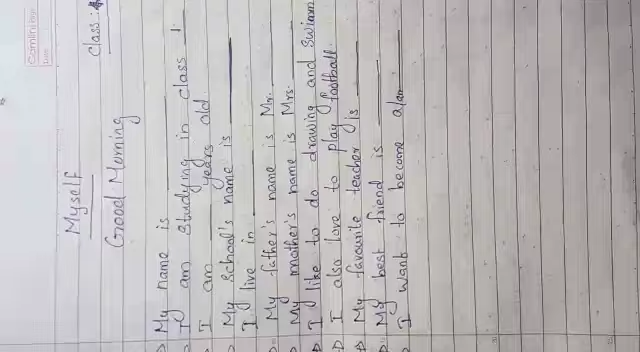 Camlin
Class:
Myself
Good Morning
My name is
I am studying in class 1
I am years old.
My school's name is
I live in
My father's name is Mr.
My mother's name is Mrs.
I like to do drawing and swimm
I also love to play football.
My favourite teacher is
My best friend is
I want to become a/an